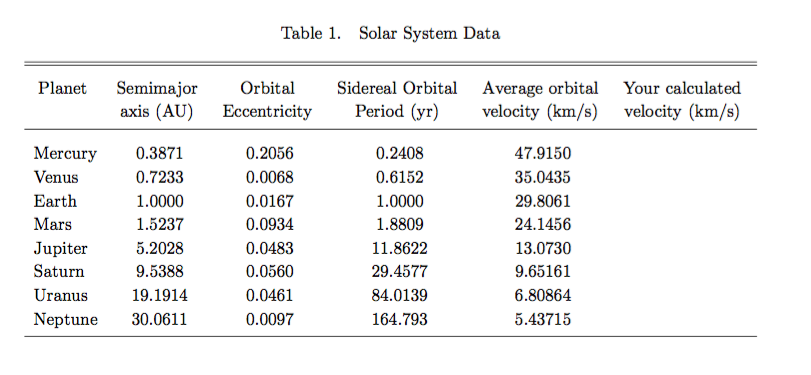 Table 1. Solar System Data
Planet Semimajor Orbital Sidereal Orbital Average orbital Your calculated
axis (AU) Eccentricity Period (yr) velocity (km/s) velocity (km/s)
Mercury 0.3871 0.2056 0.2408 47.9150
Venus 0.7233 0.0068 0.6152 35.0435
Earth 1.0000 0.0167 1.0000 29.8061
Mars 1.5237 0.0934 1.8809 24.1456
Jupiter 5.2028 0.0483 11.8622 13.0730
Saturn 9.5388 0.0560 29.4577 9.65161
Uranus 19.1914 0.0461 84.0139 6.80864
Neptune 30.0611 0.0097 164.793 5.43715